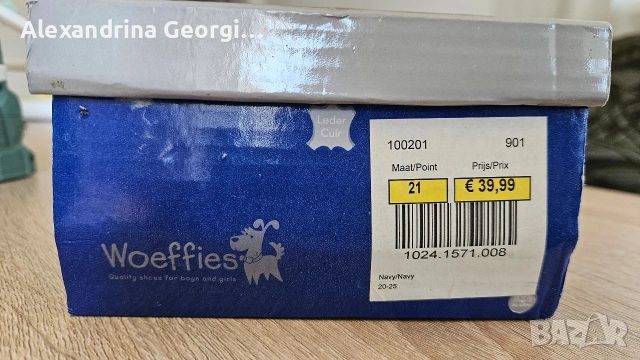 Alexandrina Georgi...
Leder
Cuir
100201 901
Maat/Point Prijs/Prix
21 € 39,99
1024.1571.008
Navy/Navy
20-25
Woeffies
Quality shoes for boys and girls
BAZAR